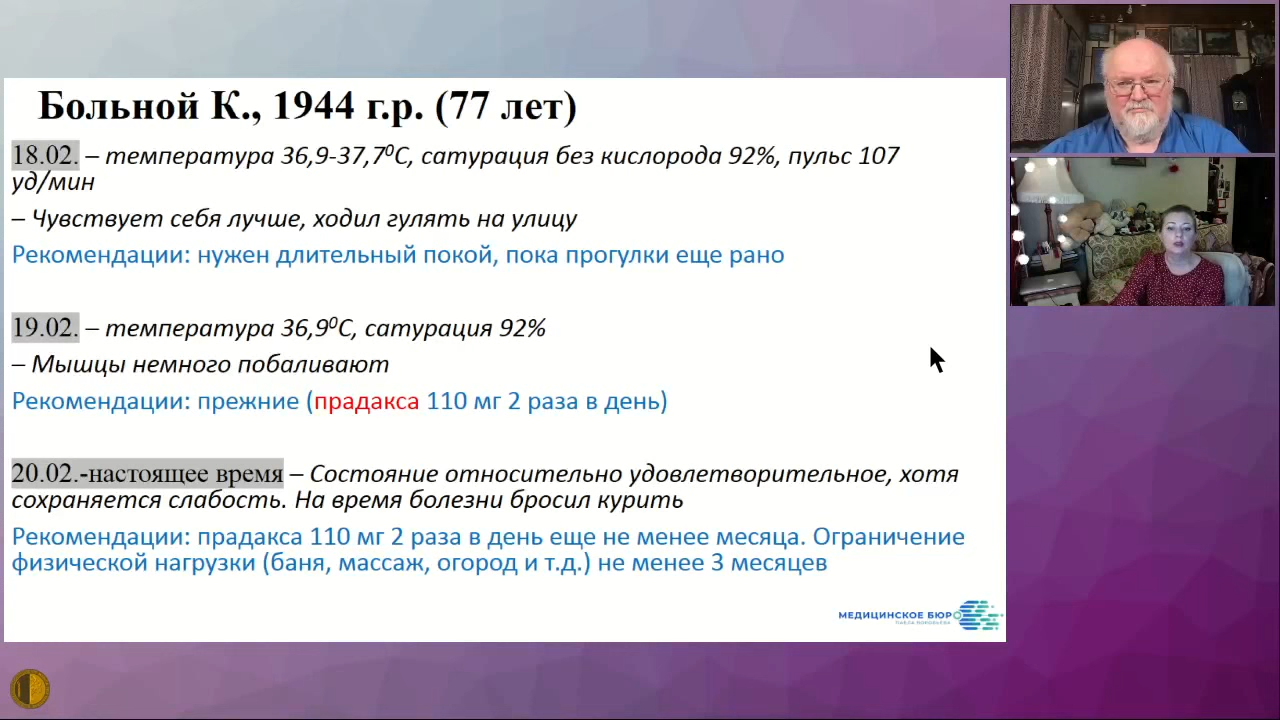 Больной К., 1944 г.р. (77 лет)
18.02. – температура 36,9-37,7⁰С, сатурация без кислорода 92%, пульс 107
уд/мин
– Чувствует себя лучше, ходил гулять на улицу
Рекомендации: нужен длительный покой, пока прогулки еще рано
19.02. – температура 36,9⁰С, сатурация 92%
– Мышцы немного побаливают
Рекомендации: прежние (прадакса 110 мг 2 раза в день)
20.02.-настоящее время – Состояние относительно удовлетворительное, хотя
сохраняется слабость. На время болезни бросил курить
Рекомендации: прадакса 110 мг 2 раза в день еще не менее месяца. Ограничение
физической нагрузки (баня, массаж, огород и т.д.) не менее 3 месяцев
МЕДИЦИНСКОЕ БЮРО
ПАВЛА ВОРОБЬЕВА